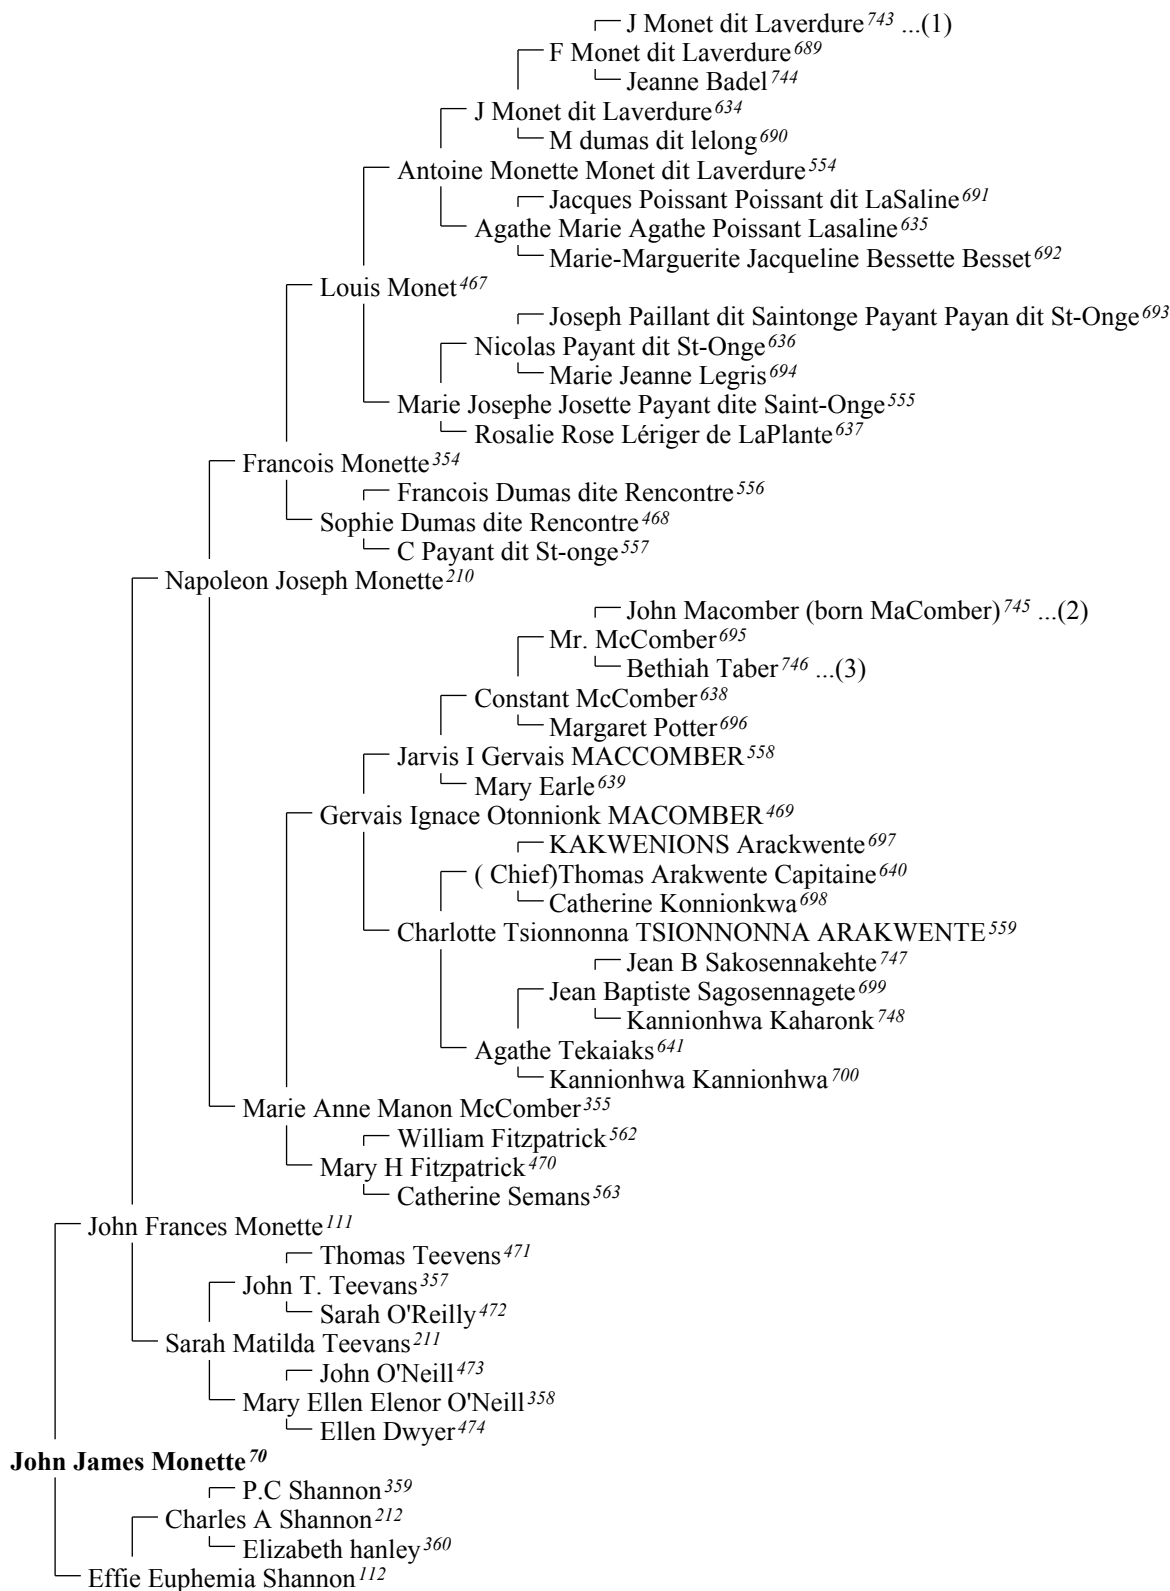 J Monet dit Laverdure743 ...(1)
F Monet dit Laverdure689
Jeanne Badel744
J Monet dit Laverdure634
M dumas dit lelong690
Antoine Monette Monet dit Laverdure554
Jacques Poissant Poissant dit LaSaline691
Agathe Marie Agathe Poissant Lasaline635
Marie-Marguerite Jacqueline Bessette Besset692
Louis Monet467
Joseph Paillant dit Saintonge Payant Payan dit St-Onge693
Nicolas Payant dit St-Onge636
Marie Jeanne Legris694
Marie Josephe Josette Payant dite Saint-Onge555
Rosalie Rose Lériger de LaPlante637
Francois Monette354
Francois Dumas dite Rencontre556
Sophie Dumas dite Rencontre468
C Payant dit St-onge557
Napoleon Joseph Monette210
John Macomber (born MaComber)745 ...(2)
Mr. McComber695
Bethiah Taber746 ...(3)
Constant McComber638
Margaret Potter696
Jarvis I Gervais MACCOMBER558
Mary Earle639
Gervais Ignace Otonnionk MACOMBER469
KAKWENIONS Arackwente697
( Chief)Thomas Arakwente Capitaine640
Catherine Konnionkwa698
Charlotte Tsionnonna TSIONNONNA ARAKWENTE559
Jean B Sakosennakehte747
Jean Baptiste Sagosennagete699
Kannionhwa Kaharonk748
Agathe Tekaiaks641
Kannionhwa Kannionhwa700
Marie Anne Manon McComber355
William Fitzpatrick562
Mary H Fitzpatrick470
Catherine Semans563
John Frances Monette111
Thomas Teevens471
John T. Teevans357
Sarah O'Reilly472
Sarah Matilda Teevans211
John O'Neill473
Mary Ellen Elenor O'Neill358
Ellen Dwyer474
John James Monette70
P.C Shannon359
Charles A Shannon212
Elizabeth hanley360
Effie Euphemia Shannon112